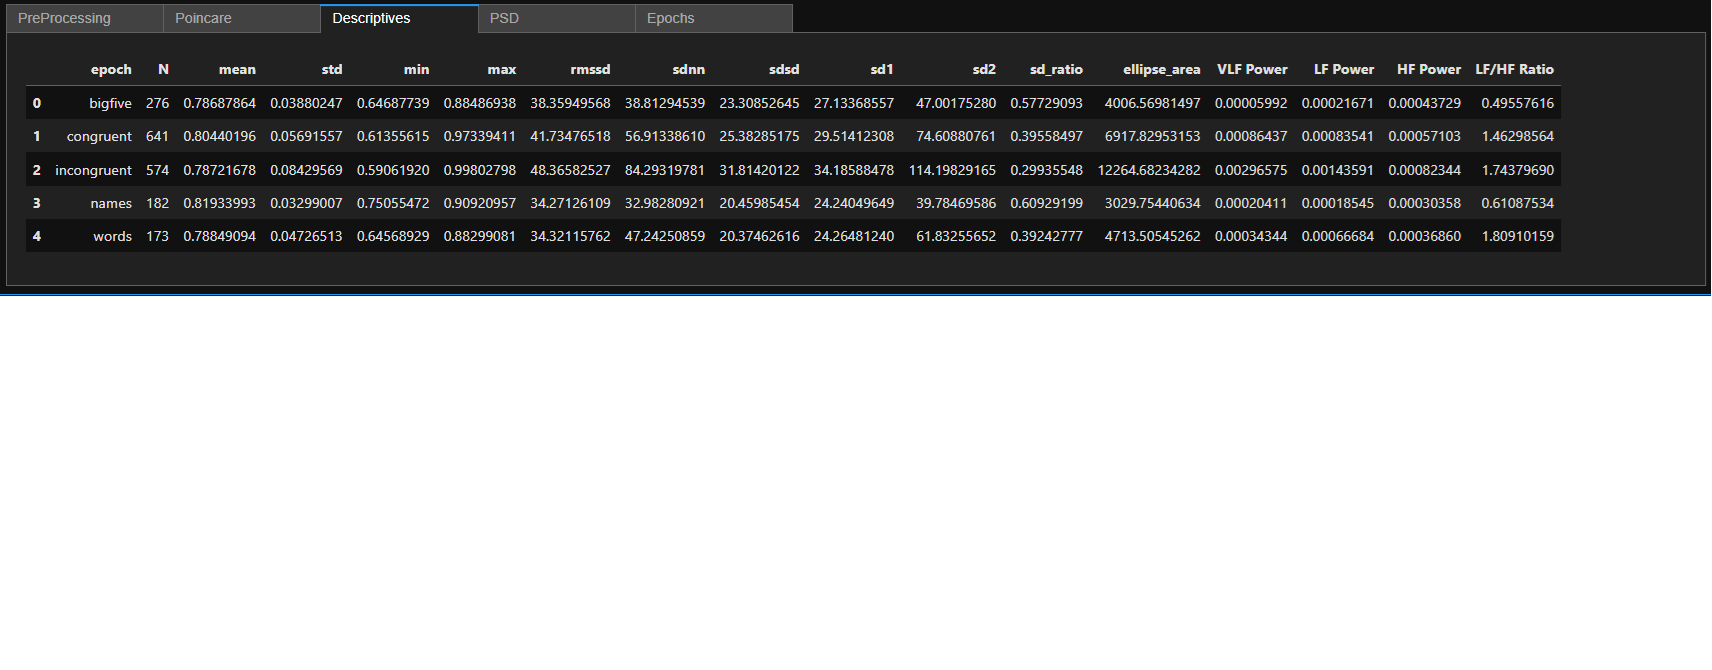 PreProcessing Poincare Descriptives PSD Epochs
epoch N mean std min max rmssd sdnn sdsd sd1 sd2 sd_ratio ellipse_area VLF Power LF Power HF Power LF/HF Ratio
0 bigfive 276 0.78687864 0.03880247 0.64687739 0.88486938 38.35949568 38.81294539 23.30852645 27.13368557 47.00175280 0.57729093 4006.56981497 0.00005992 0.00021671 0.00043729 0.49557616
1 congruent 641 0.80440196 0.05691557 0.61355615 0.97339411 41.73476518 56.91338610 25.38285175 29.51412308 74.60880761 0.39558497 6917.82953153 0.00086437 0.00083541 0.00057103 1.46298564
2 incongruent 574 0.78721678 0.08429569 0.59061920 0.99802798 48.36582527 84.29319781 31.81420122 34.18588478 114.19829165 0.29935548 12264.68234282 0.00296575 0.00143591 0.00082344 1.74379690
3 names 182 0.81933993 0.03299007 0.75055472 0.90920957 34.27126109 32.98280921 20.45985454 24.24049649 39.78469586 0.60929199 3029.75440634 0.00020411 0.00018545 0.00030358 0.61087534
4 words 173 0.78849094 0.04726513 0.64568929 0.88299081 34.32115762 47.24250859 20.37462616 24.26481240 61.83255652 0.39242777 4713.50545262 0.00034344 0.00066684 0.00036860 1.80910159